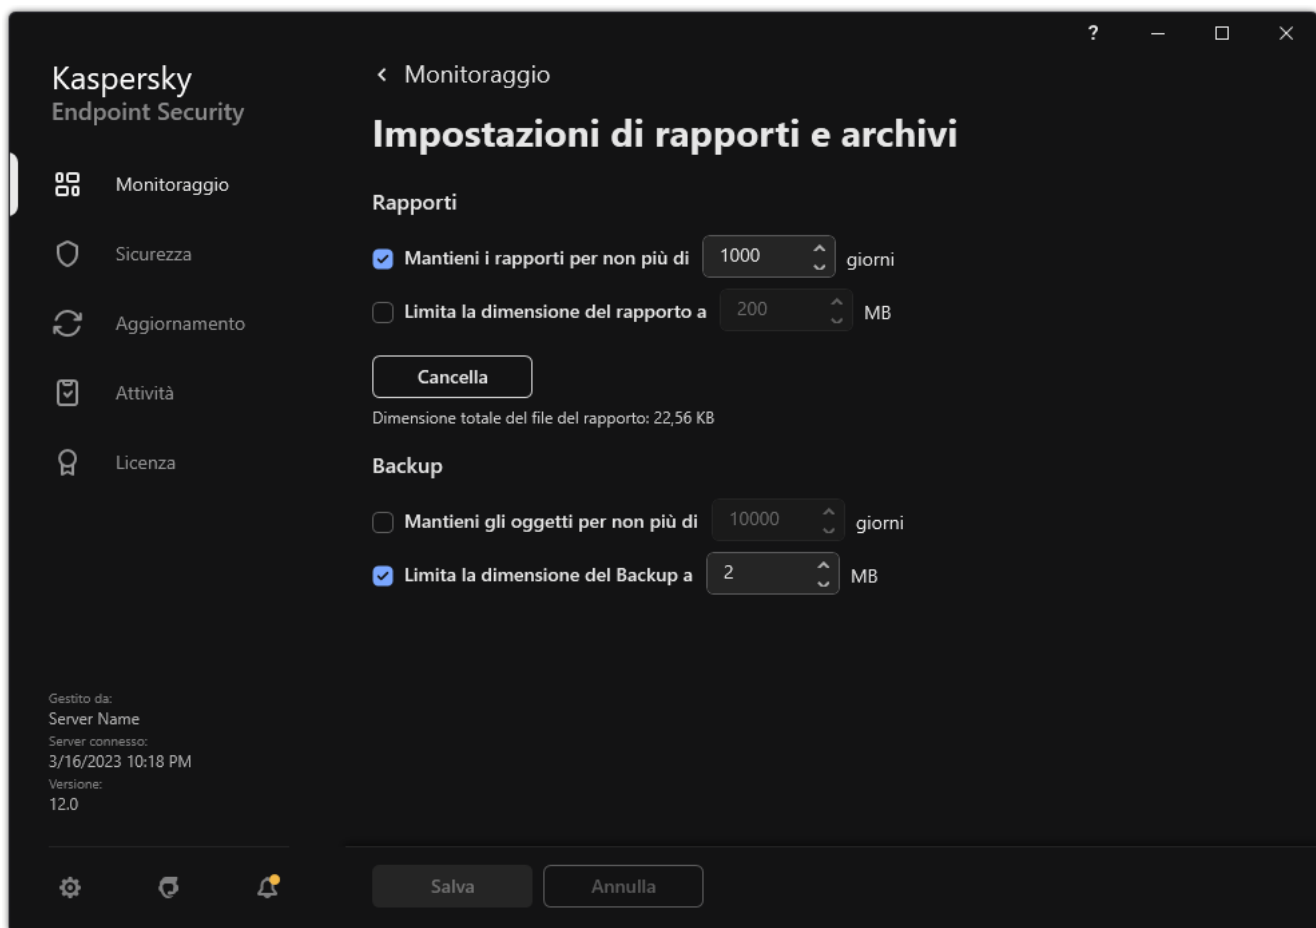 ?
Kaspersky
Endpoint Security
Monitoraggio
Sicurezza
Aggiornamento
Attività
Licenza
Gestito da:
Server Name
Server connesso:
3/16/2023 10:18 PM
Versione:
12.0
Monitoraggio
Impostazioni di rapporti e archivi
Rapporti
Mantieni i rapporti per non più di 1000 giorni
Limita la dimensione del rapporto a 200 MB
Cancella
Dimensione totale del file del rapporto: 22,56 KB
Backup
Mantieni gli oggetti per non più di 10000 giorni
Limita la dimensione del Backup a 2 MB
Salva Annulla